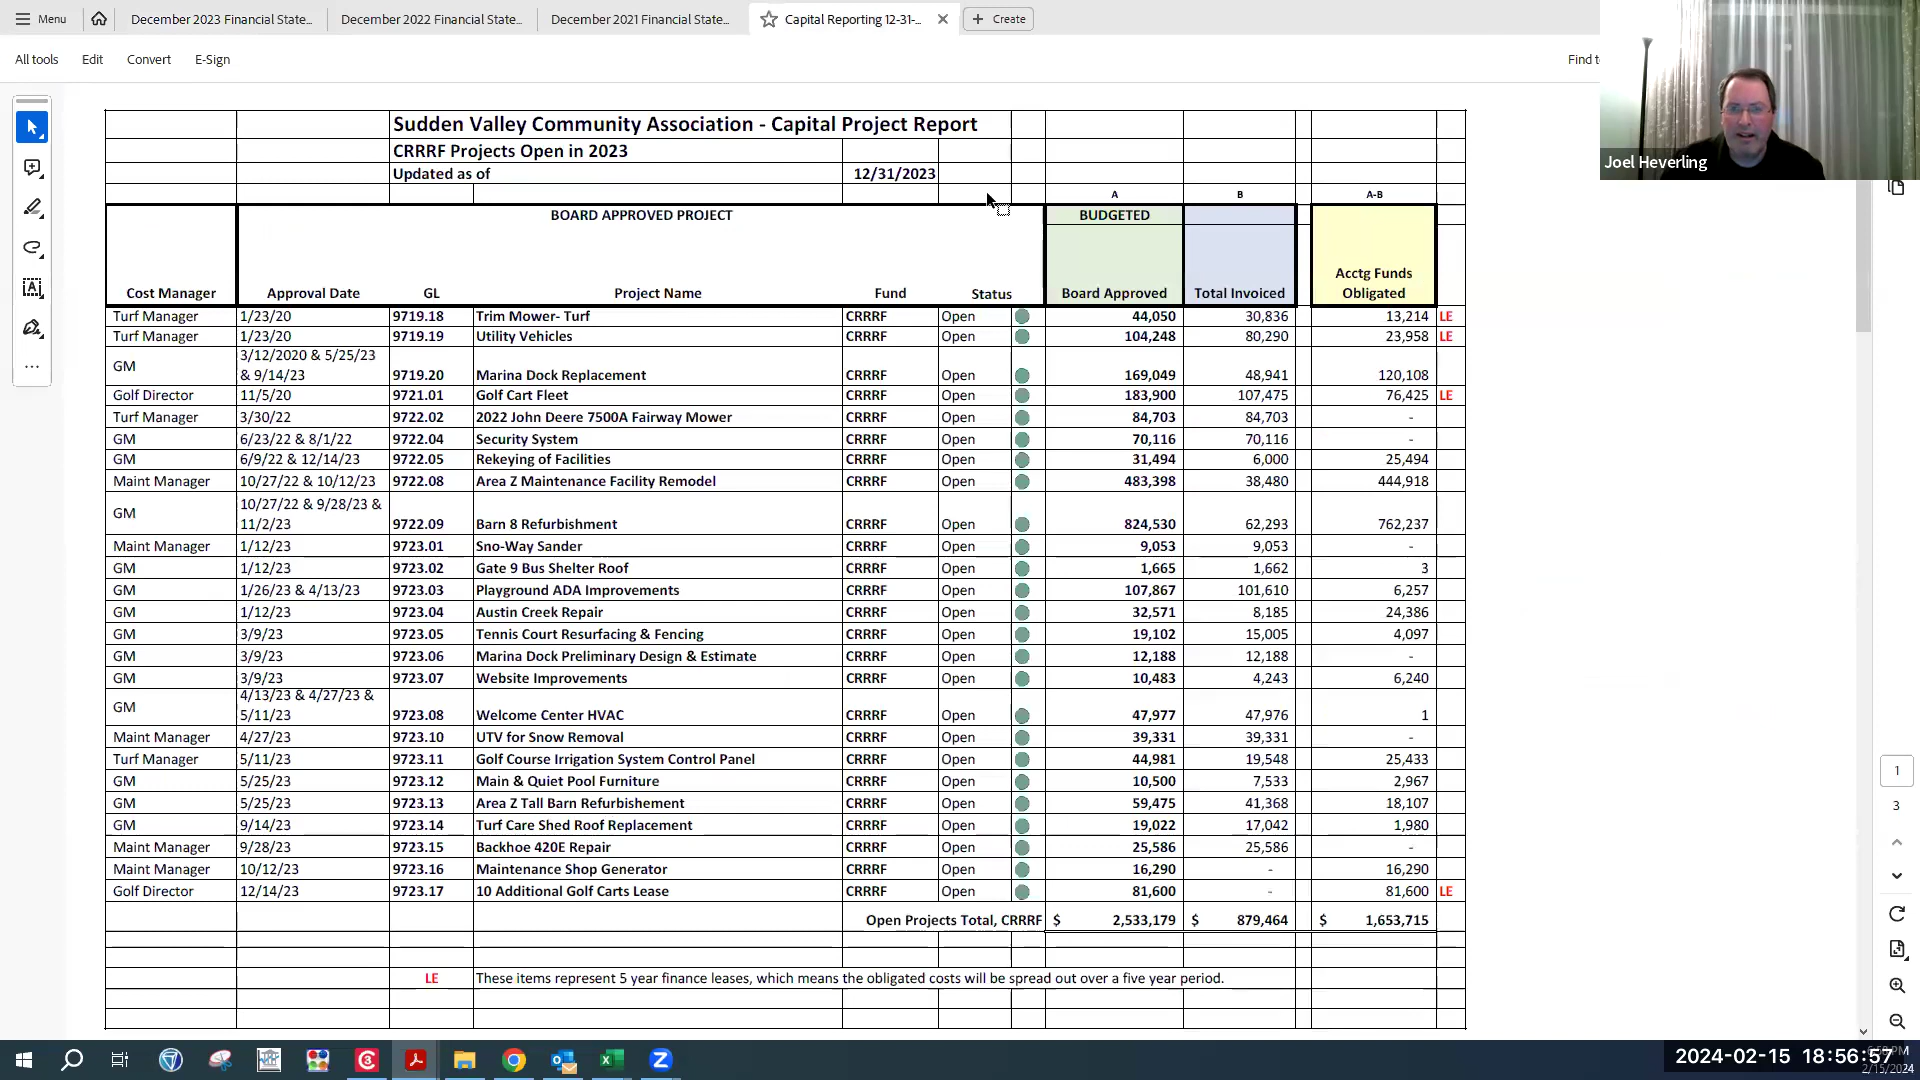 Menu
December 2023 Financial State...
December 2022 Financial State...
December 2021 Financial State...
Capital Reporting 12-31-...
Create
All tools Edit Convert E-Sign
Joel Heverling
Sudden Valley Community Association - Capital Project Report
CRRRF Projects Open in 2023
Updated as of 12/31/2023
A B A-B
BOARD APPROVED PROJECT BUDGETED
Acctg Funds
Cost Manager Approval Date GL Project Name Fund Status Board Approved Total Invoiced Obligated
Turf Manager 1/23/20 9719.18 Trim Mower- Turf CRRRF Open 44,050 30,836 13,214 LE
Turf Manager 1/23/20 9719.19 Utility Vehicles CRRRF Open 104,248 80,290 23,958 LE
GM 3/12/2020 & 5/25/23
& 9/14/23 9719.20 Marina Dock Replacement CRRRF Open 169,049 48,941 120,108
Golf Director 11/5/20 9721.01 Golf Cart Fleet CRRRF Open 183,900 107,475 76,425 LE
Turf Manager 3/30/22 9722.02 2022 John Deere 7500A Fairway Mower CRRRF Open 84,703 84,703 -
GM 6/23/22 & 8/1/22 9722.04 Security System CRRRF Open 70,116 70,116 -
GM 6/9/22 & 12/14/23 9722.05 Rekeying of Facilities CRRRF Open 31,494 6,000 25,494
Maint Manager 10/27/22 & 10/12/23 9722.08 Area Z Maintenance Facility Remodel CRRRF Open 483,398 38,480 444,918
GM 10/27/22 & 9/28/23 &
11/2/23 9722.09 Barn 8 Refurbishment CRRRF Open 824,530 62,293 762,237
Maint Manager 1/12/23 9723.01 Sno-Way Sander CRRRF Open 9,053 9,053 -
GM 1/12/23 9723.02 Gate 9 Bus Shelter Roof CRRRF Open 1,665 1,662 3
GM 1/26/23 & 4/13/23 9723.03 Playground ADA Improvements CRRRF Open 107,867 101,610 6,257
GM 1/12/23 9723.04 Austin Creek Repair CRRRF Open 32,571 8,185 24,386
GM 3/9/23 9723.05 Tennis Court Resurfacing & Fencing CRRRF Open 19,102 15,005 4,097
GM 3/9/23 9723.06 Marina Dock Preliminary Design & Estimate CRRRF Open 12,188 12,188 -
GM 3/9/23 9723.07 Website Improvements CRRRF Open 10,483 4,243 6,240
GM 4/13/23 & 4/27/23 &
5/11/23 9723.08 Welcome Center HVAC CRRRF Open 47,977 47,976 1
Maint Manager 4/27/23 9723.10 UTV for Snow Removal CRRRF Open 39,331 39,331 -
Turf Manager 5/11/23 9723.11 Golf Course Irrigation System Control Panel CRRRF Open 44,981 19,548 25,433
GM 5/25/23 9723.12 Main & Quiet Pool Furniture CRRRF Open 10,500 7,533 2,967
GM 5/25/23 9723.13 Area Z Tall Barn Refurbishement CRRRF Open 59,475 41,368 18,107
GM 9/14/23 9723.14 Turf Care Shed Roof Replacement CRRRF Open 19,022 17,042 1,980
Maint Manager 9/28/23 9723.15 Backhoe 420E Repair CRRRF Open 25,586 25,586 -
Maint Manager 10/12/23 9723.16 Maintenance Shop Generator CRRRF Open 16,290 - 16,290
Golf Director 12/14/23 9723.17 10 Additional Golf Carts Lease CRRRF Open 81,600 - 81,600 LE
Open Projects Total, CRRRF $ 2,533,179 $ 879,464 $ 1,653,715
LE These items represent 5 year finance leases, which means the obligated costs will be spread out over a five year period.
1
3
2024-02-15 18:56:57
2/15/2024